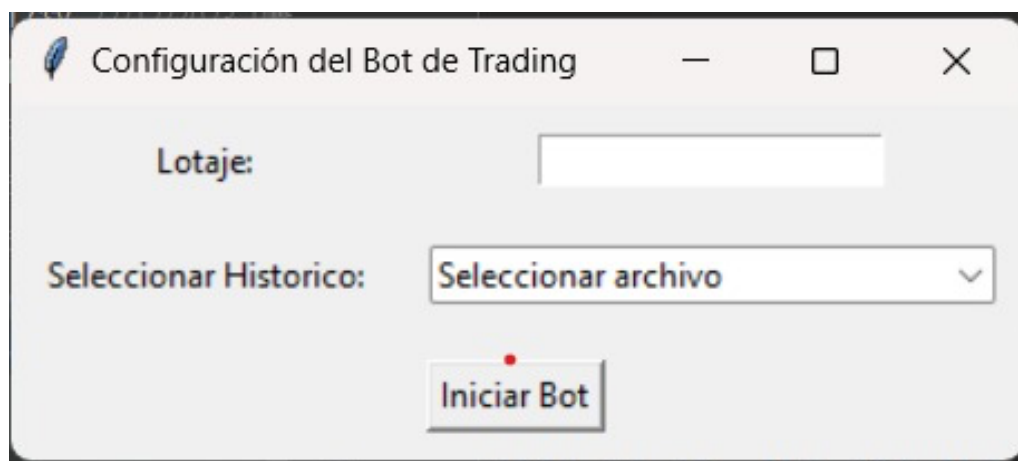 Configuración del Bot de Trading
Lotaje:
Seleccionar Historico: Seleccionar archivo
Iniciar Bot